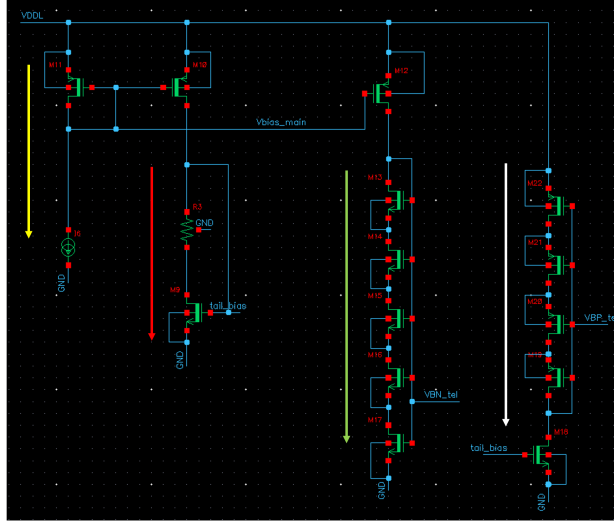 VDDL
M11
M10
M12
Vbias_main
M13
M22
R3
GND
I6
M14
M21
GND
M9
tail_bias
M15
M20
VBP_te
GND
M16
M19
VBN_tel
M17
M18
tail_bias
GND
GND